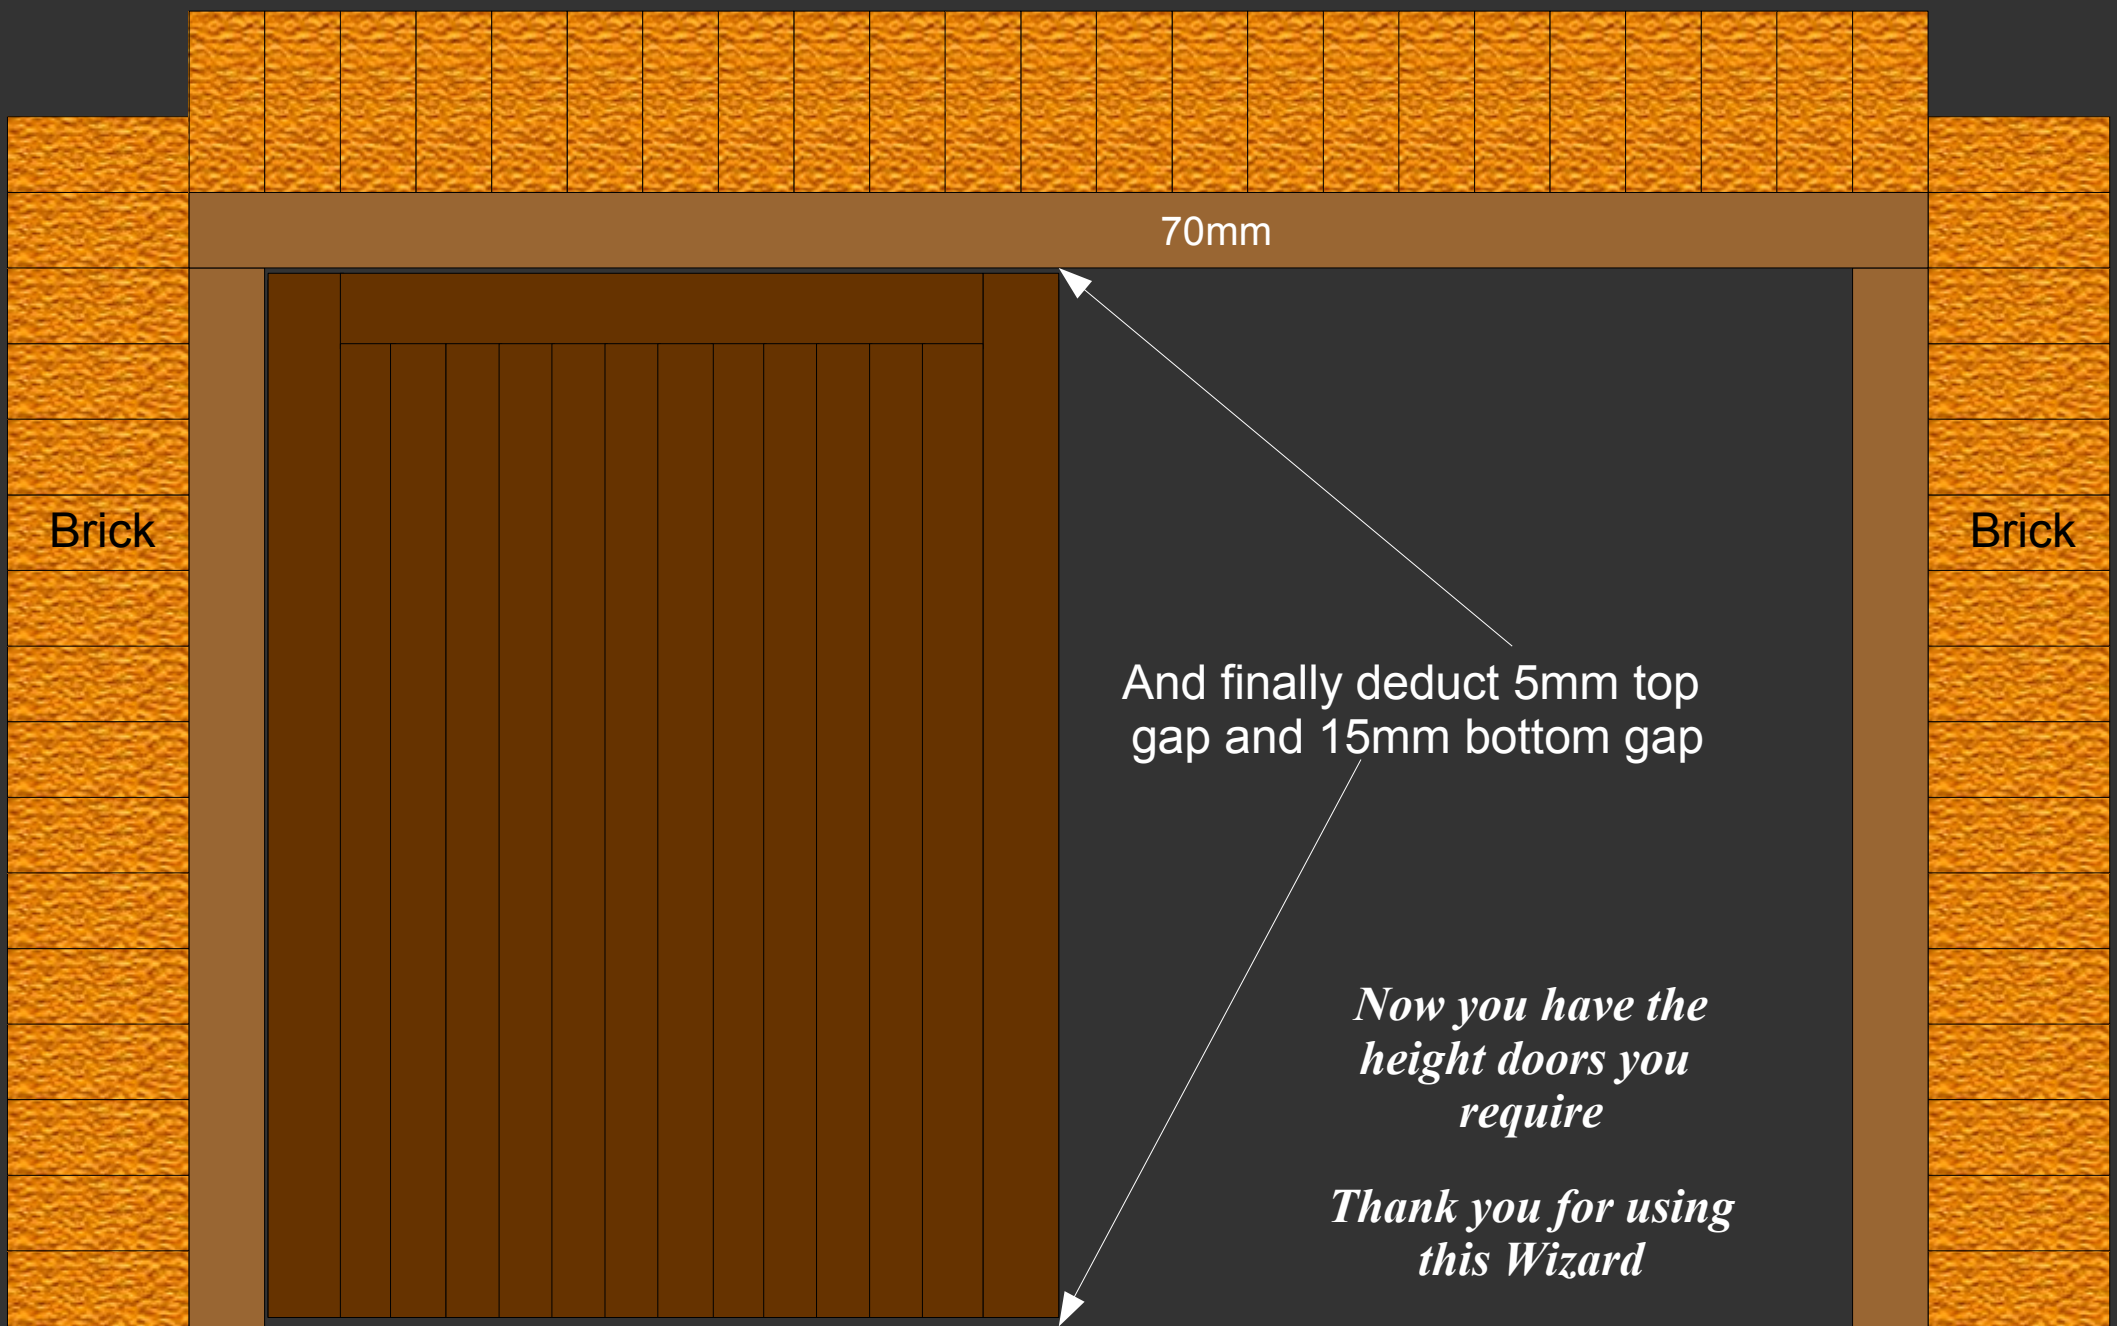 70mm
Brick
Brick
And finally deduct 5mm top
gap and 15mm bottom gap
Now you have the
height doors you
require
Thank you for using
this Wizard